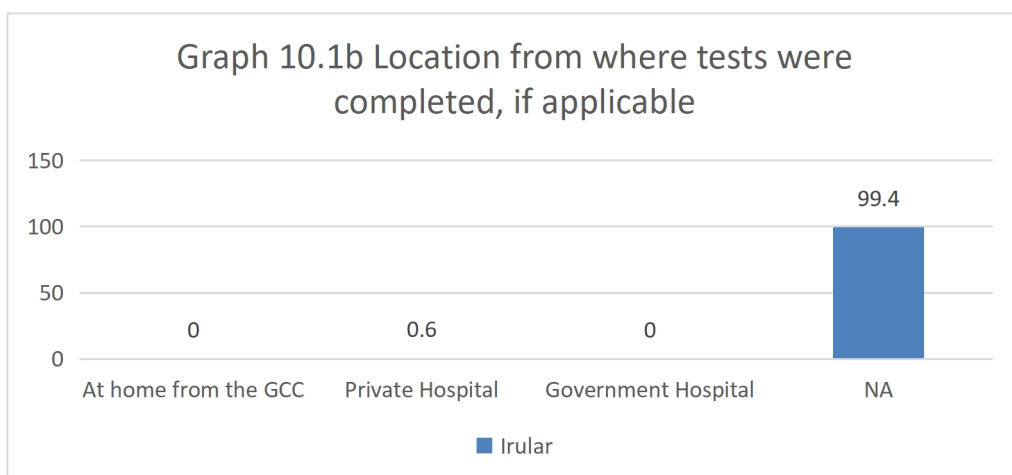 Graph 10.1b Location from where tests were
completed, if applicable
150
100
50
0
0
0.6
0
99.4
At home from the GCC
Private Hospital
Government Hospital
NA
Irular